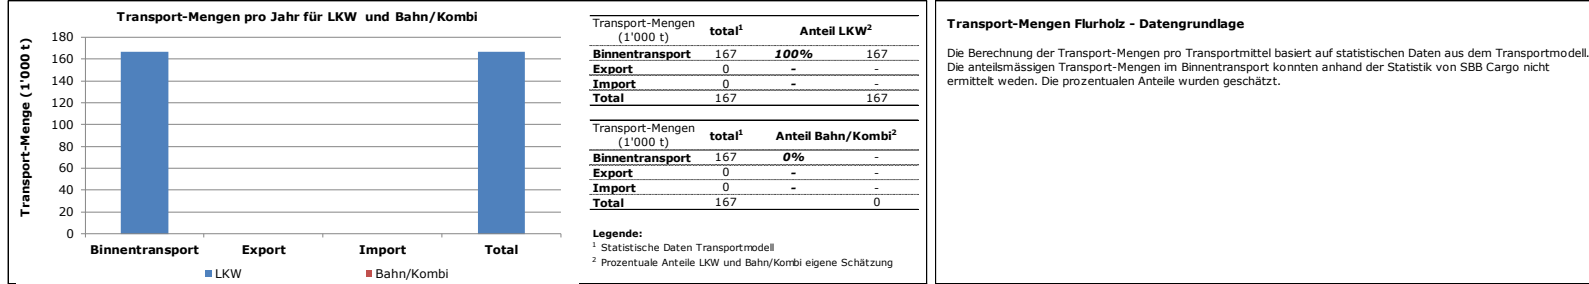 Transport-Mengen pro Jahr für LKW und Bahn/Kombi
Transport-Menge (1'000 t)
180
160
140
120
100
80
60
40
20
0
Binnentransport Export Import Total
LKW Bahn/Kombi
Transport-Mengen (1'000 t) total¹ Anteil LKW²
Binnentransport 167 100% 167
Export 0 - -
Import 0 - -
Total 167 167
Transport-Mengen (1'000 t) total¹ Anteil Bahn/Kombi²
Binnentransport 167 0% -
Export 0 - -
Import 0 - -
Total 167 0
Legende:
¹ Statistische Daten Transportmodell
² Prozentuale Anteile LKW und Bahn/Kombi eigene Schätzung
Transport-Mengen Flurholz - Datengrundlage
Die Berechnung der Transport-Mengen pro Transportmittel basiert auf statistischen Daten aus dem Transportmodell.
Die anteilsmässigen Transport-Mengen im Binnentransport konnten anhand der Statistik von SBB Cargo nicht
ermittelt weden. Die prozentualen Anteile wurden geschätzt.